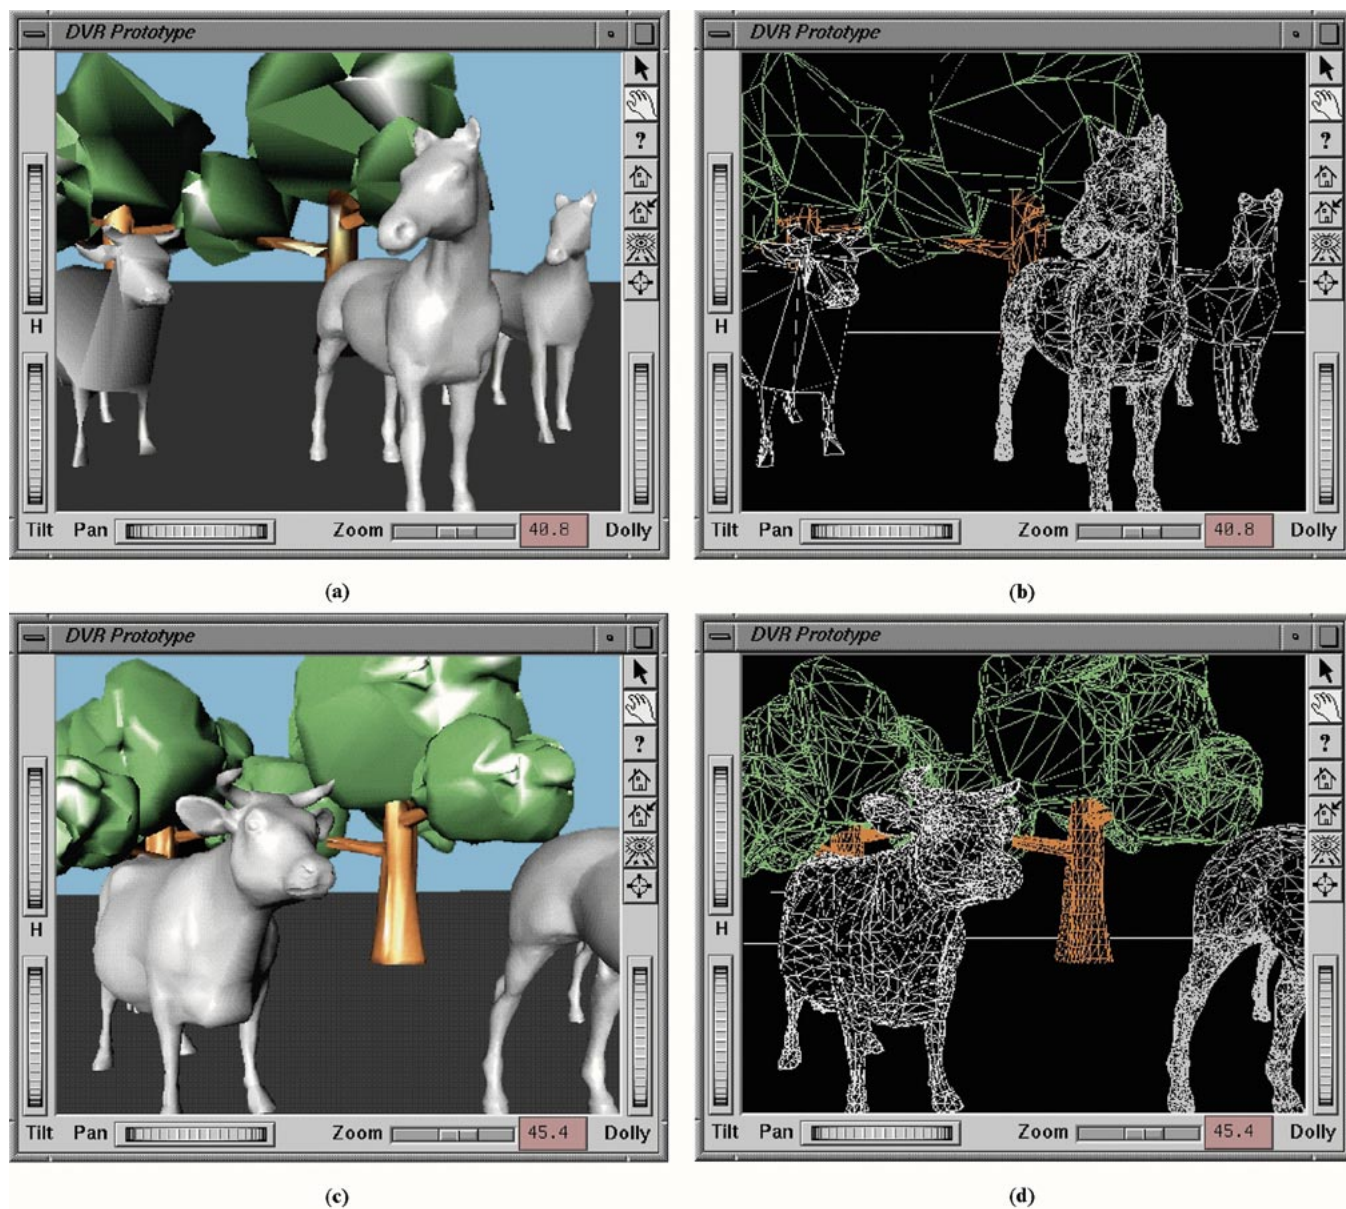 DVR Prototype
DVR Prototype
?
?
H
H
Tilt Pan Zoom 40.8 Dolly
Tilt Pan Zoom 40.8 Dolly
(a)
(b)
DVR Prototype
DVR Prototype
?
?
H
H
Tilt Pan Zoom 45.4 Dolly
Tilt Pan Zoom 45.4 Dolly
(c)
(d)